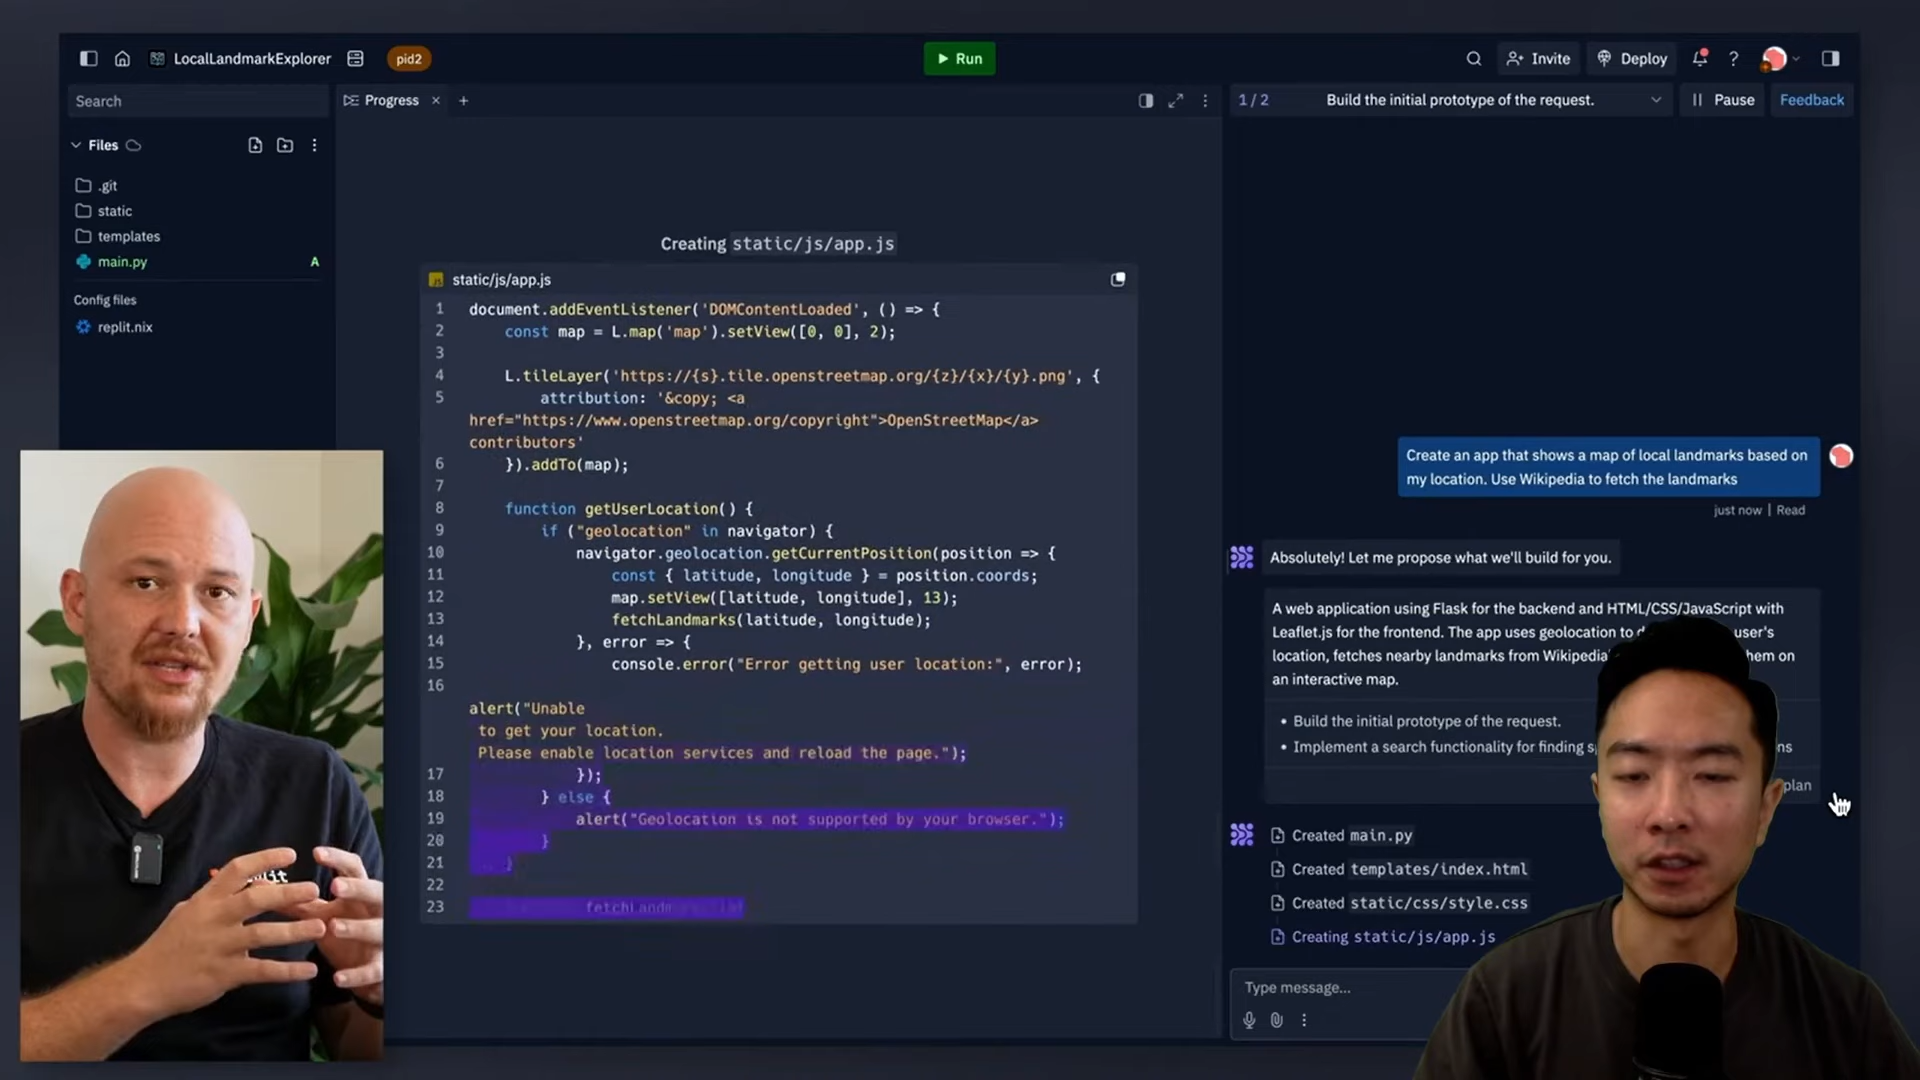 LocalLandmarkExplorer
pid2
Run
Invite
Deploy
?
Search
Progress
1 / 2
Build the initial prototype of the request.
Pause
Feedback
Files
.git
static
templates
main.py
A
Config files
replit.nix
Creating static/js/app.js
static/js/app.js
1 document.addEventListener('DOMContentLoaded', () => {
2 const map = L.map('map').setView([0, 0], 2);
3
4 L.tileLayer('https://{s}.tile.openstreetmap.org/{z}/{x}/{y}.png', {
5 attribution: '&copy; <a
href="https://www.openstreetmap.org/copyright">OpenStreetMap</a>
contributors'
6 }).addTo(map);
7
8 function getUserLocation() {
9 if ("geolocation" in navigator) {
10 navigator.geolocation.getCurrentPosition(position => {
11 const { latitude, longitude } = position.coords;
12 map.setView([latitude, longitude], 13);
13 fetchLandmarks(latitude, longitude);
14 }, error => {
15 console.error("Error getting user location:", error);
16
alert("Unable
to get your location.
Please enable location services and reload the page.");
17 });
18 } else {
19 alert("Geolocation is not supported by your browser.");
20 }
21 }
22
23
Create an app that shows a map of local landmarks based on
my location. Use Wikipedia to fetch the landmarks
just now | Read
Absolutely! Let me propose what we'll build for you.
A web application using Flask for the backend and HTML/CSS/JavaScript with
Leaflet.js for the frontend. The app uses geolocation to user's
location, fetches nearby landmarks from Wikipedia them on
an interactive map.
• Build the initial prototype of the request.
• Implement a search functionality for finding
plan
Created main.py
Created templates/index.html
Created static/css/style.css
Creating static/js/app.js
Type message...